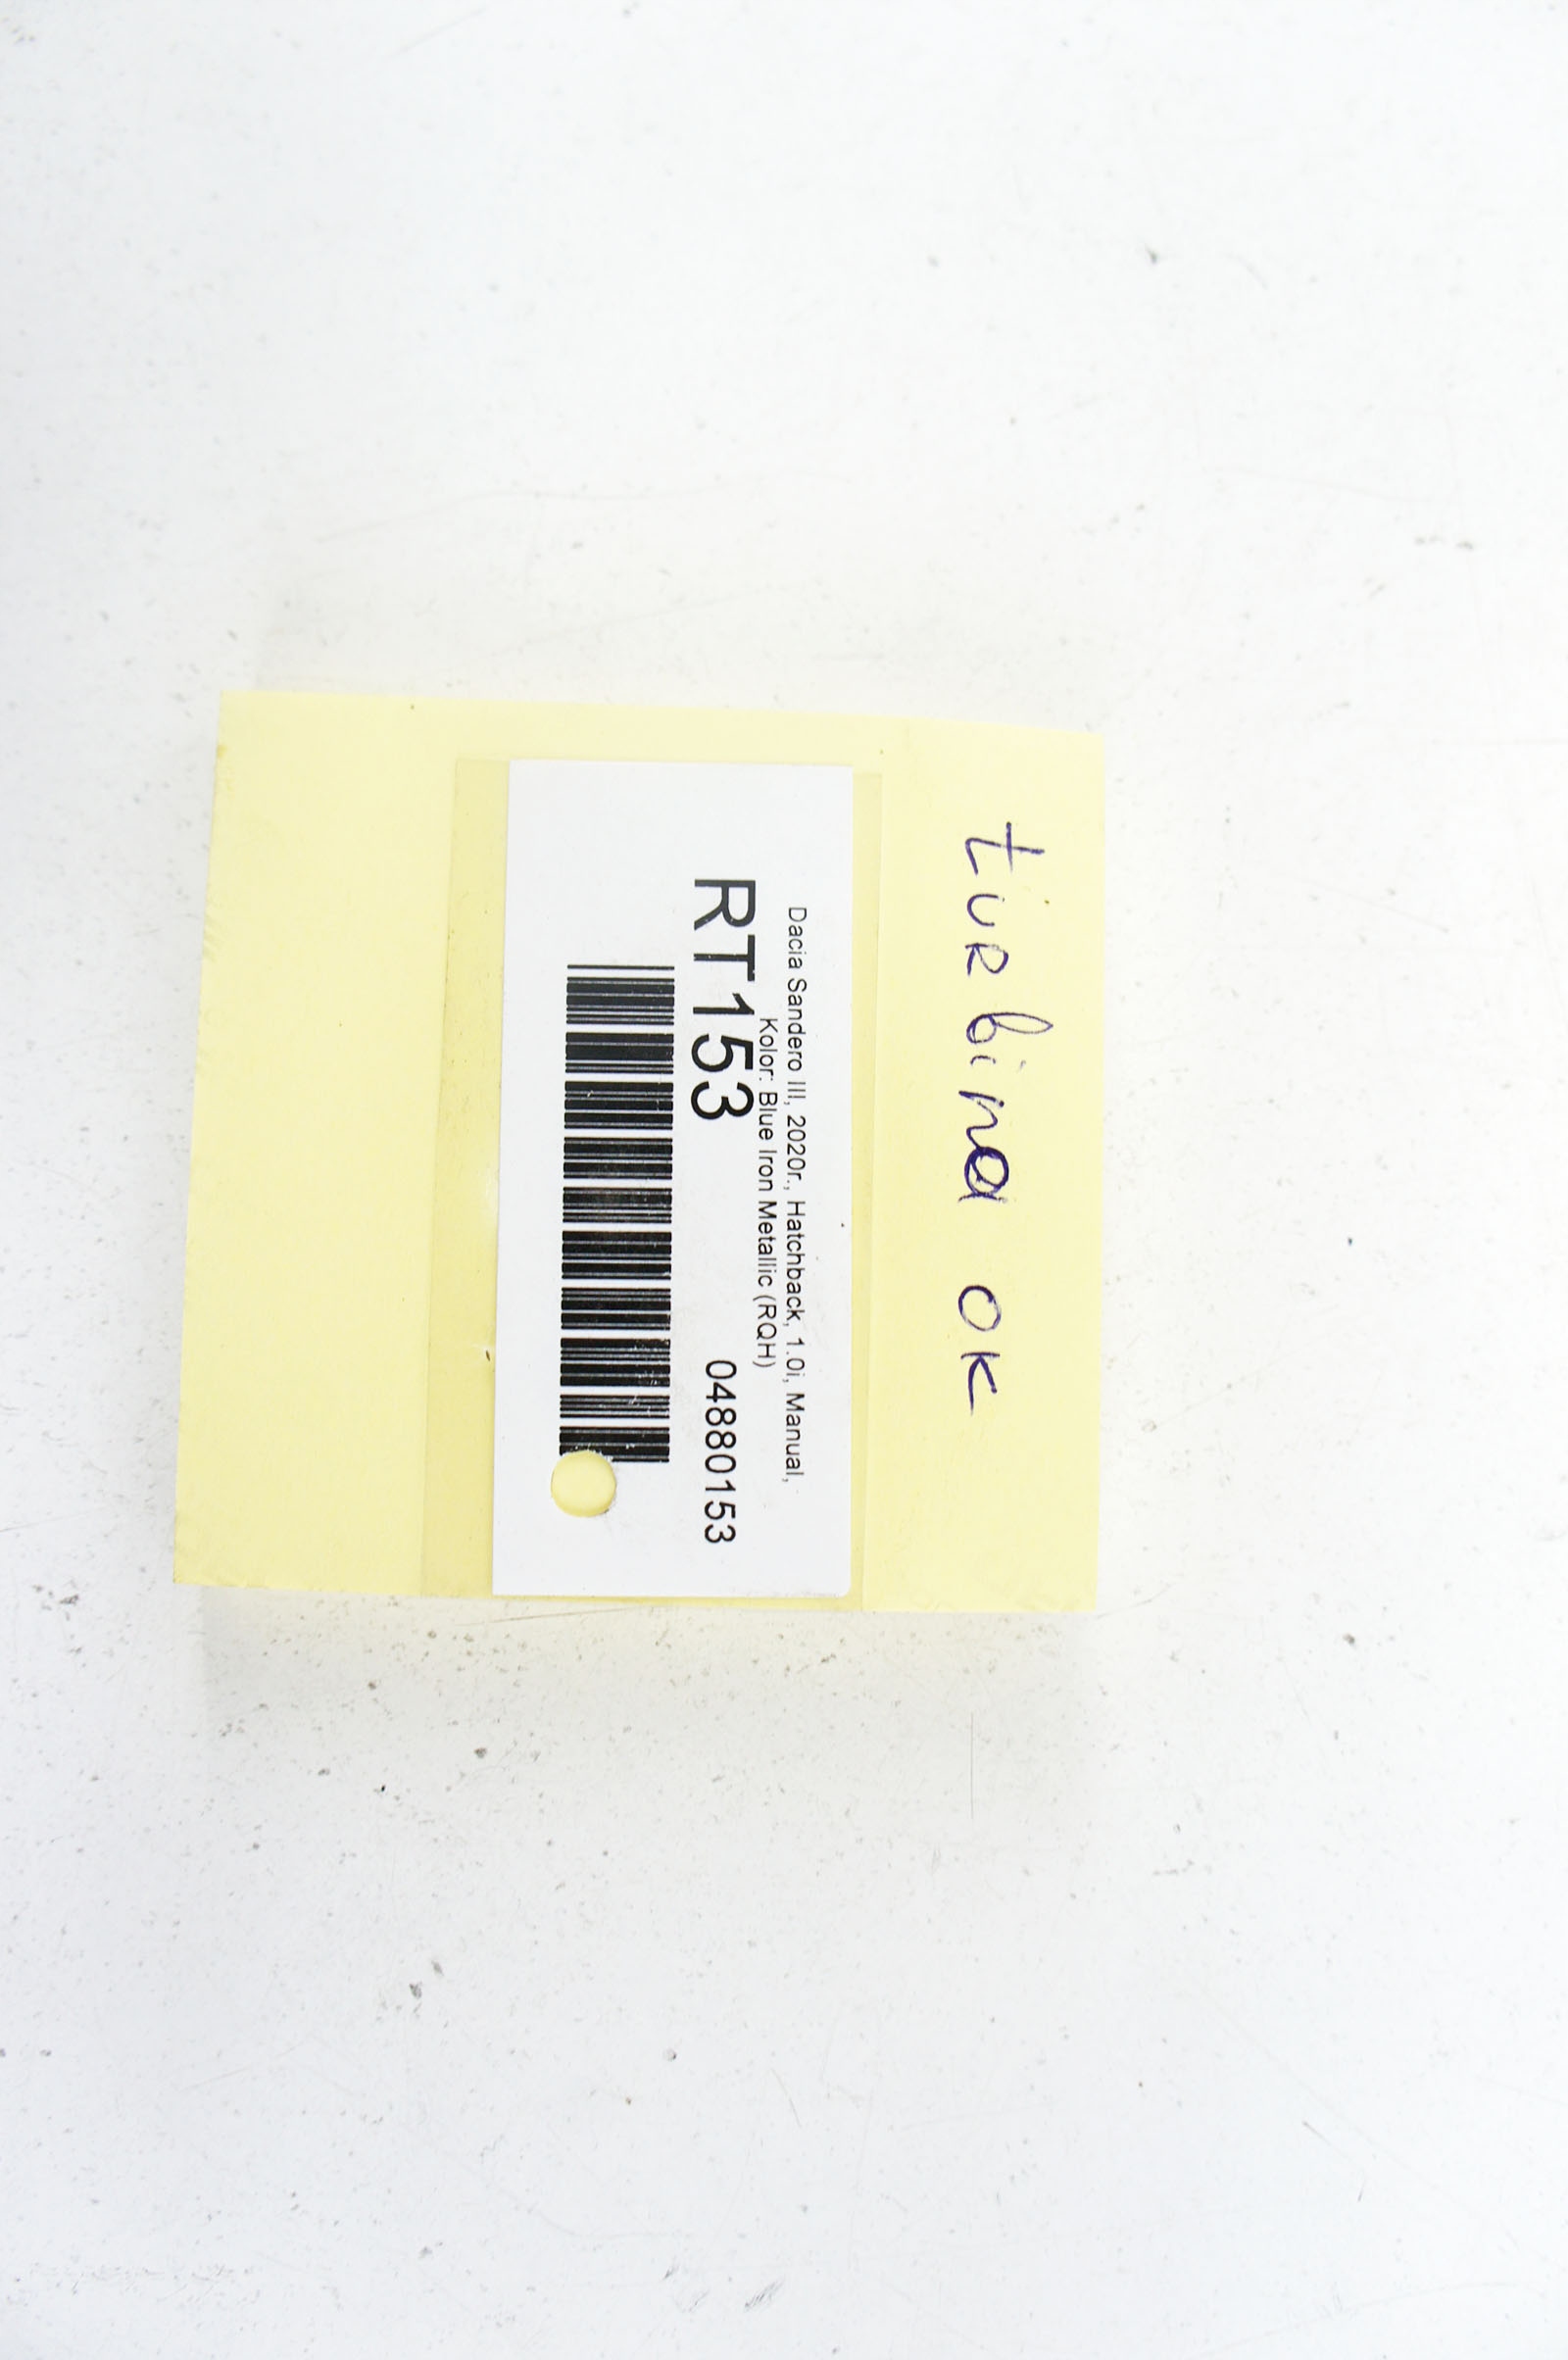 turbina OK
Dacia Sandero III, 2020r., Hatchback, 1.0i, Manual,
Kolor: Blue Iron Metallic (RQH)
RT153 04880153